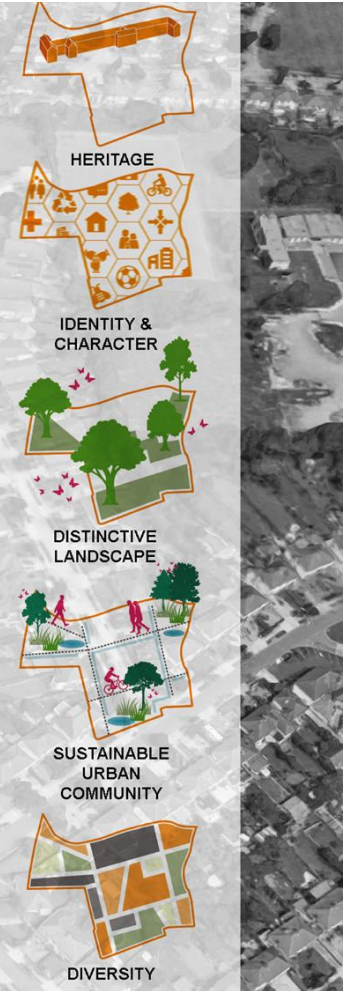 HERITAGE
IDENTITY &
CHARACTER
DISTINCTIVE
LANDSCAPE
SUSTAINABLE
URBAN
COMMUNITY
DIVERSITY